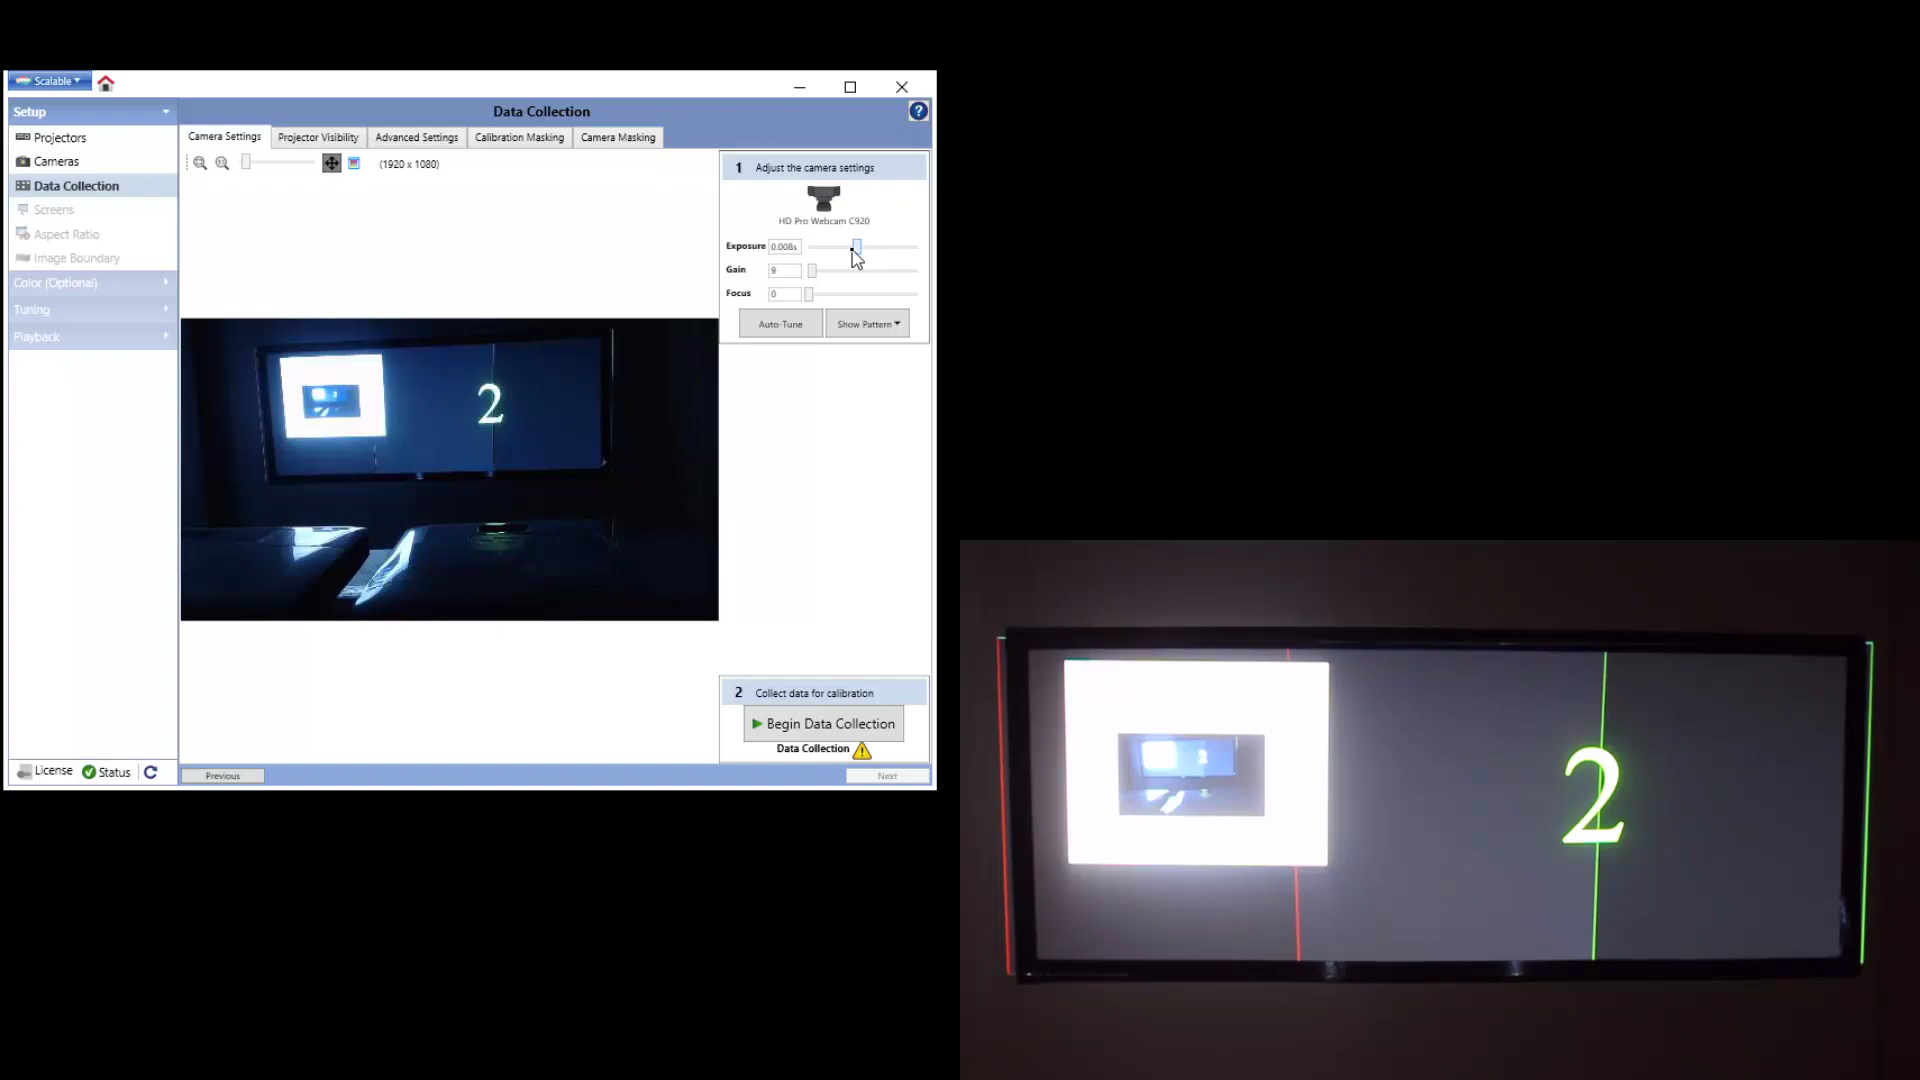 Scalable
Setup
Data Collection
?
Projectors
Cameras
Data Collection
Screens
Aspect Ratio
Image Boundary
Color (Optional)
Tuning
Playback
Camera Settings
Projector Visibility
Advanced Settings
Calibration Masking
Camera Masking
(1920 x 1080)
1 Adjust the camera settings
HD Pro Webcam C920
Exposure 0.008s
Gain 9
Focus 0
Auto-Tune
Show Pattern
2
2 Collect data for calibration
Begin Data Collection
Data Collection
License
Status
Previous
Next
2
2